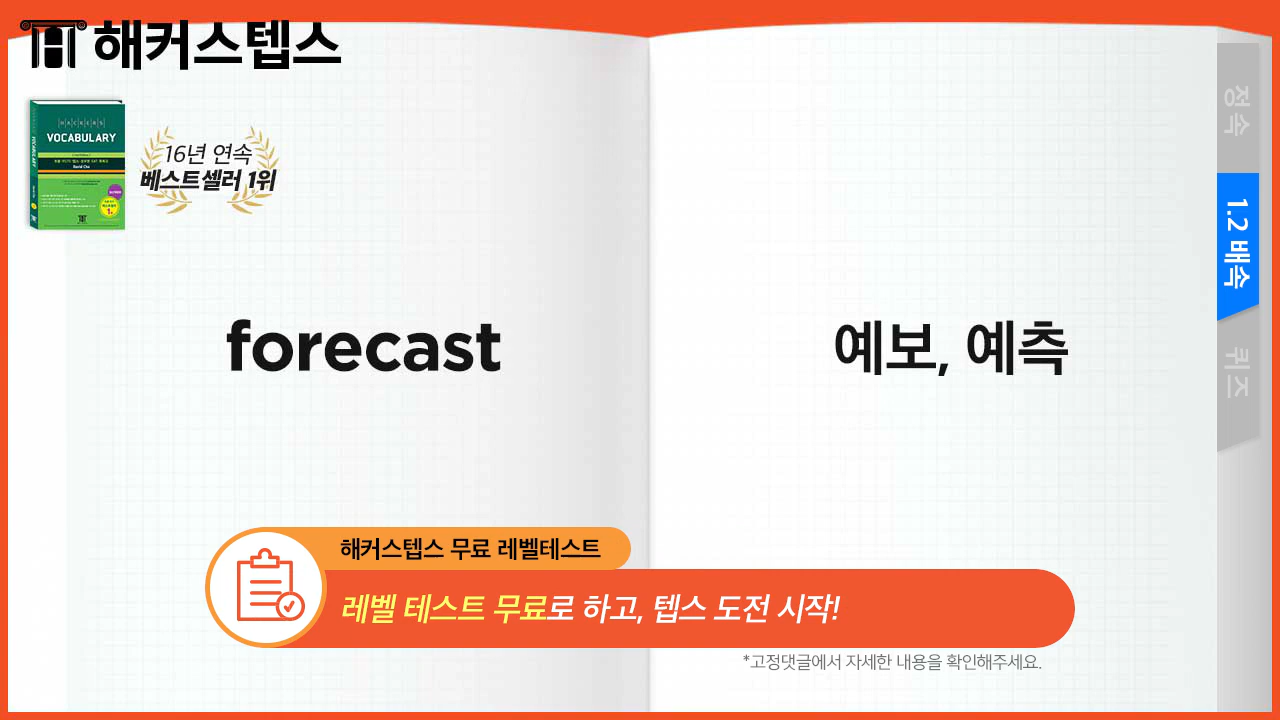 해커스텝스
HACKERS
VOCABULARY
David Cho
16년 연속
베스트셀러 1위
정속
1.2 배속
퀴즈
forecast
예보, 예측
해커스텝스 무료 레벨테스트
레벨 테스트 무료로 하고, 텝스 도전 시작!
*고정댓글에서 자세한 내용을 확인해주세요.